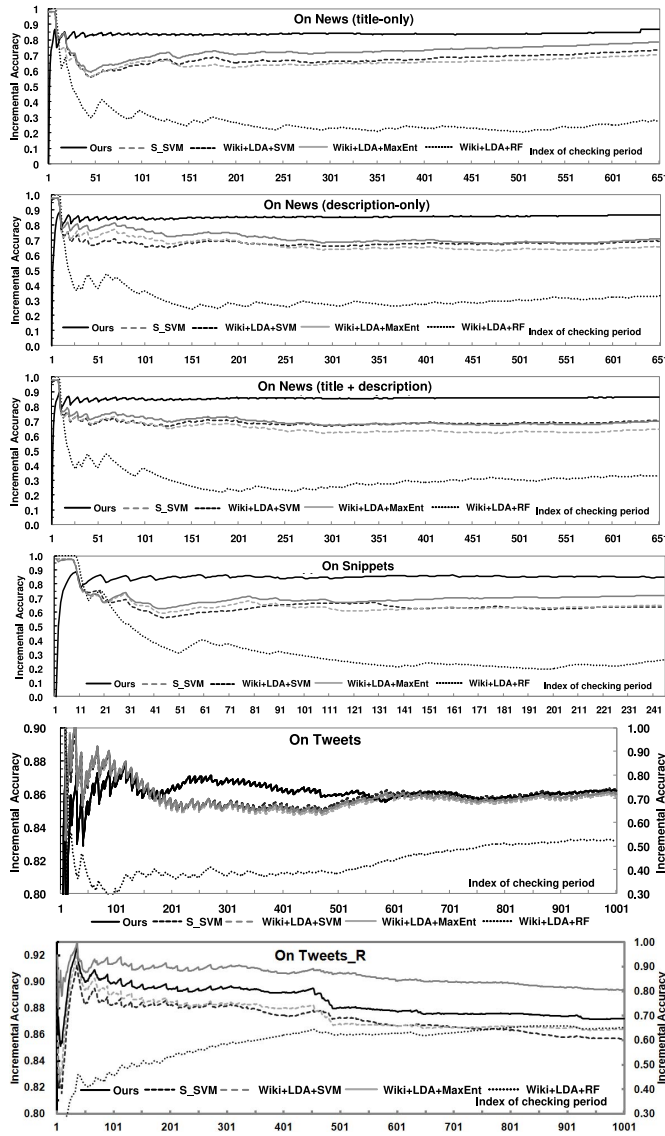 On News (title-only)
Incremental Accuracy
1
0.9
0.8
0.7
0.6
0.5
0.4
0.3
0.2
0.1
0
Ours S_SVM Wiki+LDA+SVM Wiki+LDA+MaxEnt Wiki+LDA+RF Index of checking period
1 51 101 151 201 251 301 351 401 451 501 551 601 651
On News (description-only)
Incremental Accuracy
1.0
0.9
0.8
0.7
0.6
0.5
0.4
0.3
0.2
0.1
0.0
Ours S_SVM Wiki+LDA+SVM Wiki+LDA+MaxEnt Wiki+LDA+RF Index of checking period
1 51 101 151 201 251 301 351 401 451 501 551 601 651
On News (title + description)
Incremental Accuracy
1.0
0.9
0.8
0.7
0.6
0.5
0.4
0.3
0.2
0.1
0.0
Ours S_SVM Wiki+LDA+SVM Wiki+LDA+MaxEnt Wiki+LDA+RF Index of checking period
1 51 101 151 201 251 301 351 401 451 501 551 601 651
On Snippets
Incremental Accuracy
1.0
0.9
0.8
0.7
0.6
0.5
0.4
0.3
0.2
0.1
0.0
Ours S_SVM Wiki+LDA+SVM Wiki+LDA+MaxEnt Wiki+LDA+RF Index of checking period
1 11 21 31 41 51 61 71 81 91 101 111 121 131 141 151 161 171 181 191 201 211 221 231 241
On Tweets
Incremental Accuracy
0.90
0.88
0.86
0.84
0.82
0.80
1.00
0.90
0.80
0.70
0.60
0.50
0.40
0.30
Incremental Accuracy
Index of checking period
1 101 201 301 401 501 601 701 801 901 1001
Ours S_SVM Wiki+LDA+SVM Wiki+LDA+MaxEnt Wiki+LDA+RF
On Tweets_R
Incremental Accuracy
0.92
0.90
0.88
0.86
0.84
0.82
0.80
1.00
0.90
0.80
0.70
0.60
0.50
0.40
0.30
Incremental Accuracy
Ours S_SVM Wiki+LDA+SVM Wiki+LDA+MaxEnt Wiki+LDA+RF
Index of checking period
1 101 201 301 401 501 601 701 801 901 1001